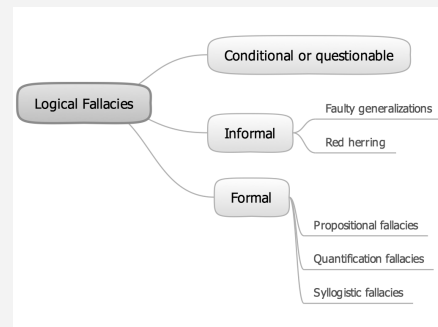 Logical Fallacies
Conditional or questionable
Informal
Faulty generalizations
Red herring
Formal
Propositional fallacies
Quantification fallacies
Syllogistic fallacies